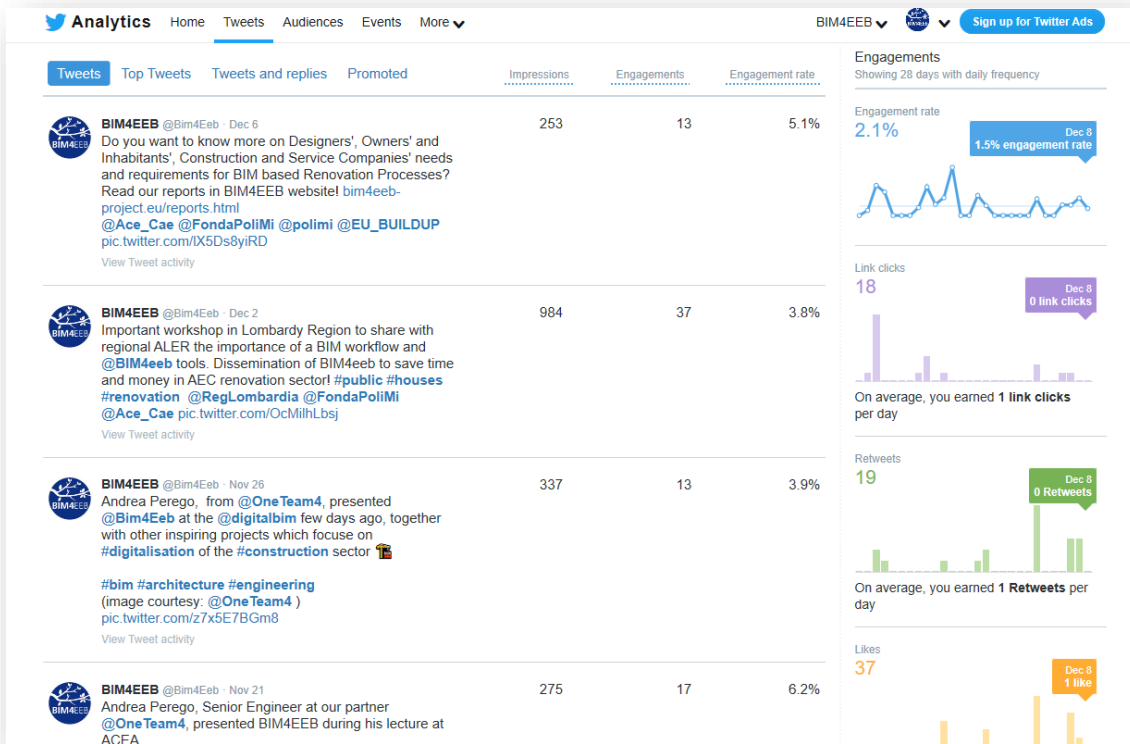 Analytics Home Tweets Audiences Events More BIM4EEB Sign up for Twitter Ads
Tweets Top Tweets Tweets and replies Promoted Impressions Engagements Engagement rate
BIM4EEB @Bim4Eeb · Dec 6 253 13 5.1%
Do you want to know more on Designers', Owners' and
Inhabitants', Construction and Service Companies' needs
and requirements for BIM based Renovation Processes?
Read our reports in BIM4EEB website! bim4eeb-
project.eu/reports.html
@Ace_Cae @FondaPoliMi @polimi @EU_BUILDUP
pic.twitter.com/IX5Ds8yiRD
View Tweet activity
BIM4EEB
BIM4EEB @Bim4Eeb · Dec 2 984 37 3.8%
Important workshop in Lombardy Region to share with
regional ALER the importance of a BIM workflow and
@BIM4eeb tools. Dissemination of BIM4eeb to save time
and money in AEC renovation sector! #public #houses
#renovation @RegLombardia @FondaPoliMi
@Ace_Cae pic.twitter.com/OcMilhLbsj
View Tweet activity
BIM4EEB
BIM4EEB @Bim4Eeb · Nov 26 337 13 3.9%
Andrea Perego, from @OneTeam4, presented
@Bim4Eeb at the @digitalbim few days ago, together
with other inspiring projects which focus on
#digitalisation of the #construction sector
#bim #architecture #engineering
(image courtesy: @OneTeam4 )
pic.twitter.com/z7x5E7BGm8
View Tweet activity
BIM4EEB
BIM4EEB @Bim4Eeb · Nov 21 275 17 6.2%
Andrea Perego, Senior Engineer at our partner
@OneTeam4, presented BIM4EEB during his lecture at
ACEA
BIM4EEB
Engagements
Showing 28 days with daily frequency
Engagement rate
2.1%
Dec 8
1.5% engagement rate
Link clicks
18
Dec 8
0 link clicks
On average, you earned 1 link clicks
per day
Retweets
19
Dec 8
0 Retweets
On average, you earned 1 Retweets per
day
Likes
37
Dec 8
1 like